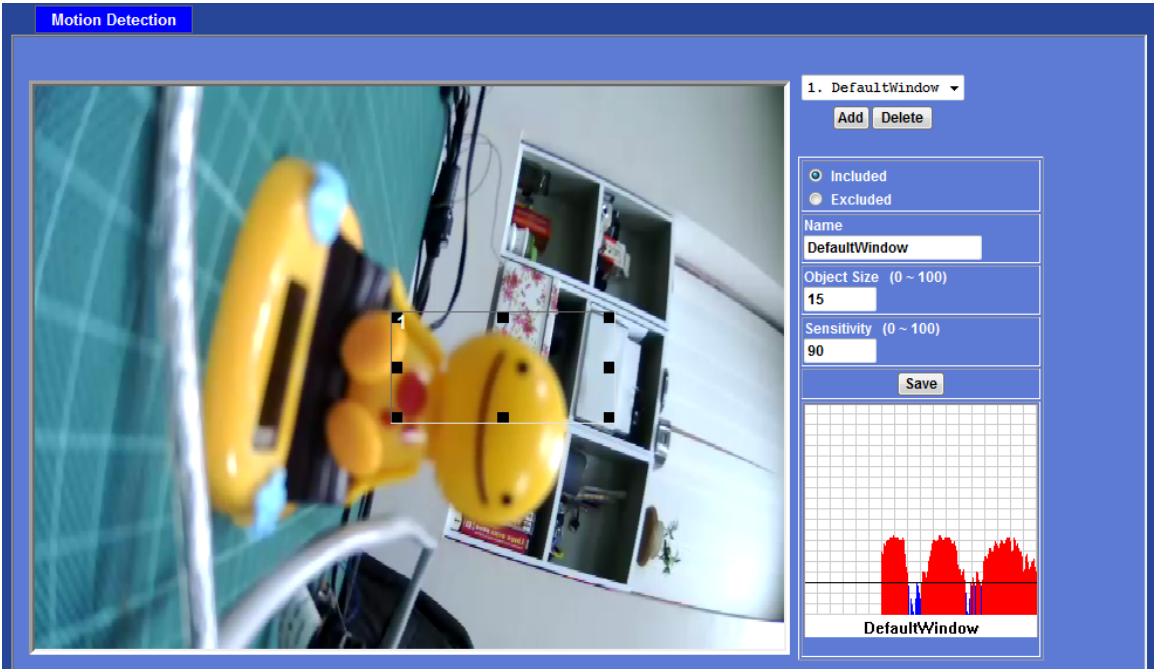 Motion Detection
1. DefaultWindow
Add Delete
Included
Excluded
Name
DefaultWindow
Object Size (0 ~ 100)
15
Sensitivity (0 ~ 100)
90
Save
1
DefaultWindow